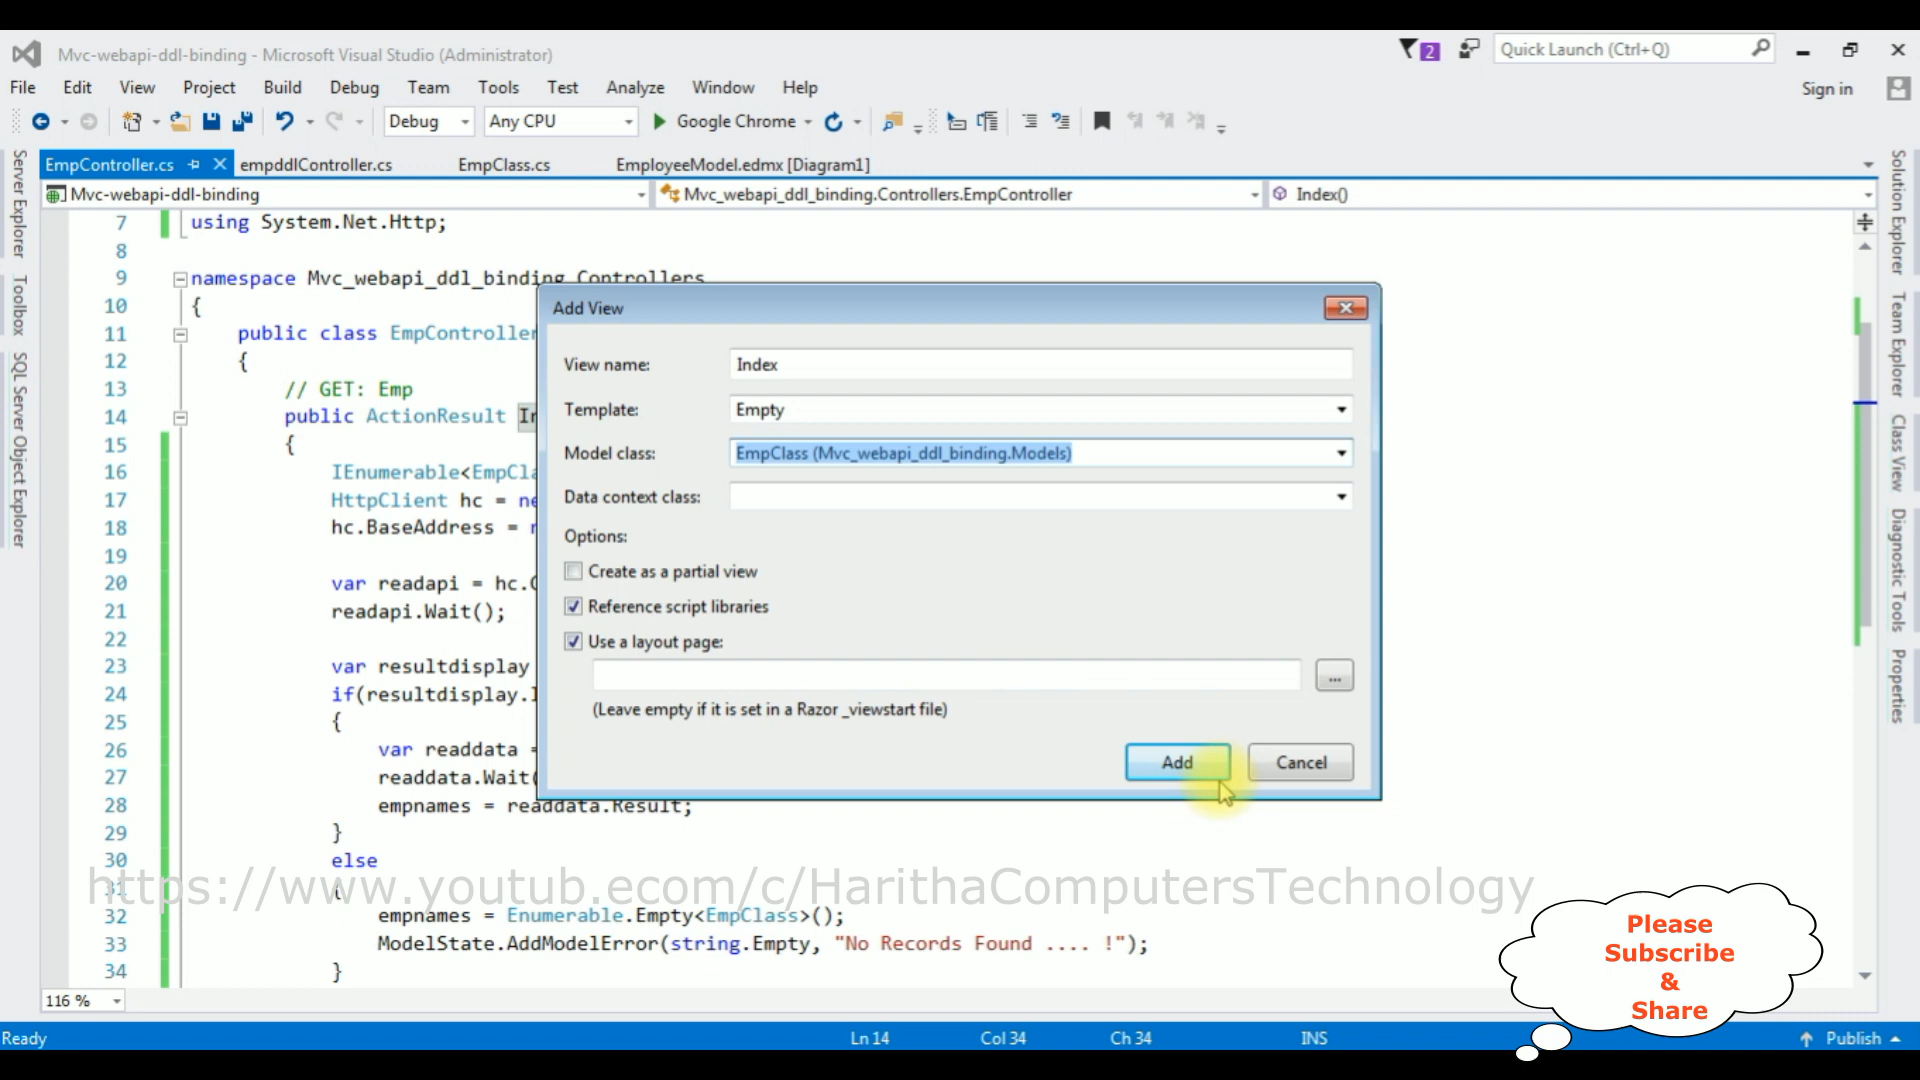 Mvc-webapi-ddl-binding - Microsoft Visual Studio (Administrator)
2
Quick Launch (Ctrl+Q)
File Edit View Project Build Debug Team Tools Test Analyze Window Help
Sign in
Debug Any CPU Google Chrome
EmpController.cs empddlController.cs EmpClass.cs EmployeeModel.edmx [Diagram1]
Mvc-webapi-ddl-binding Mvc_webapi_ddl_binding.Controllers.EmpController Index()
Server Explorer
Toolbox
SQL Server Object Explorer
7 using System.Net.Http;
8
9 namespace Mvc_webapi_ddl_binding.Controllers
10 {
11 public class EmpController
12 {
13 // GET: Emp
14 public ActionResult In
15 {
16 IEnumerable<EmpCla
17 HttpClient hc = ne
18 hc.BaseAddress =
19
20 var readapi = hc.
21 readapi.Wait();
22
23 var resultdisplay
24 if(resultdisplay.I
25 {
26 var readdata =
27 readdata.Wait(
28 empnames = readdata.Result;
29 }
30 else
31 {
32 empnames = Enumerable.Empty<EmpClass>();
33 ModelState.AddModelError(string.Empty, "No Records Found .... !");
34 }
Add View
View name: Index
Template: Empty
Model class: EmpClass (Mvc_webapi_ddl_binding.Models)
Data context class:
Options:
Create as a partial view
Reference script libraries
Use a layout page:
...
(Leave empty if it is set in a Razor _viewstart file)
Add Cancel
Solution Explorer
Team Explorer
Class View
Diagnostic Tools
Properties
https://www.youtub.ecom/c/HarithaComputersTechnology
Please
Subscribe
&
Share
116 %
Ready Ln 14 Col 34 Ch 34 INS Publish